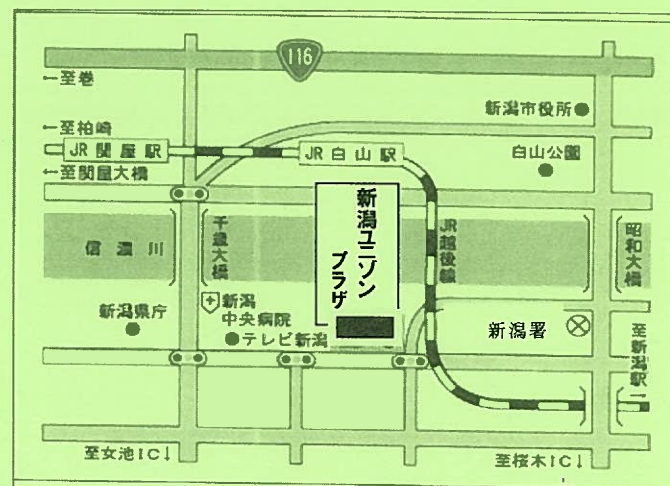 116
←至巻
新潟市役所
←至柏崎
JR関屋駅
JR白山駅
白山公園
←至関屋大橋
新潟ユニゾン
プラザ
信濃川
千歳大橋
JR越後線
昭和大橋
新潟県庁
新潟
中央病院
テレビ新潟
新潟署
至新潟駅→
至女池IC↓
至桜木IC↓